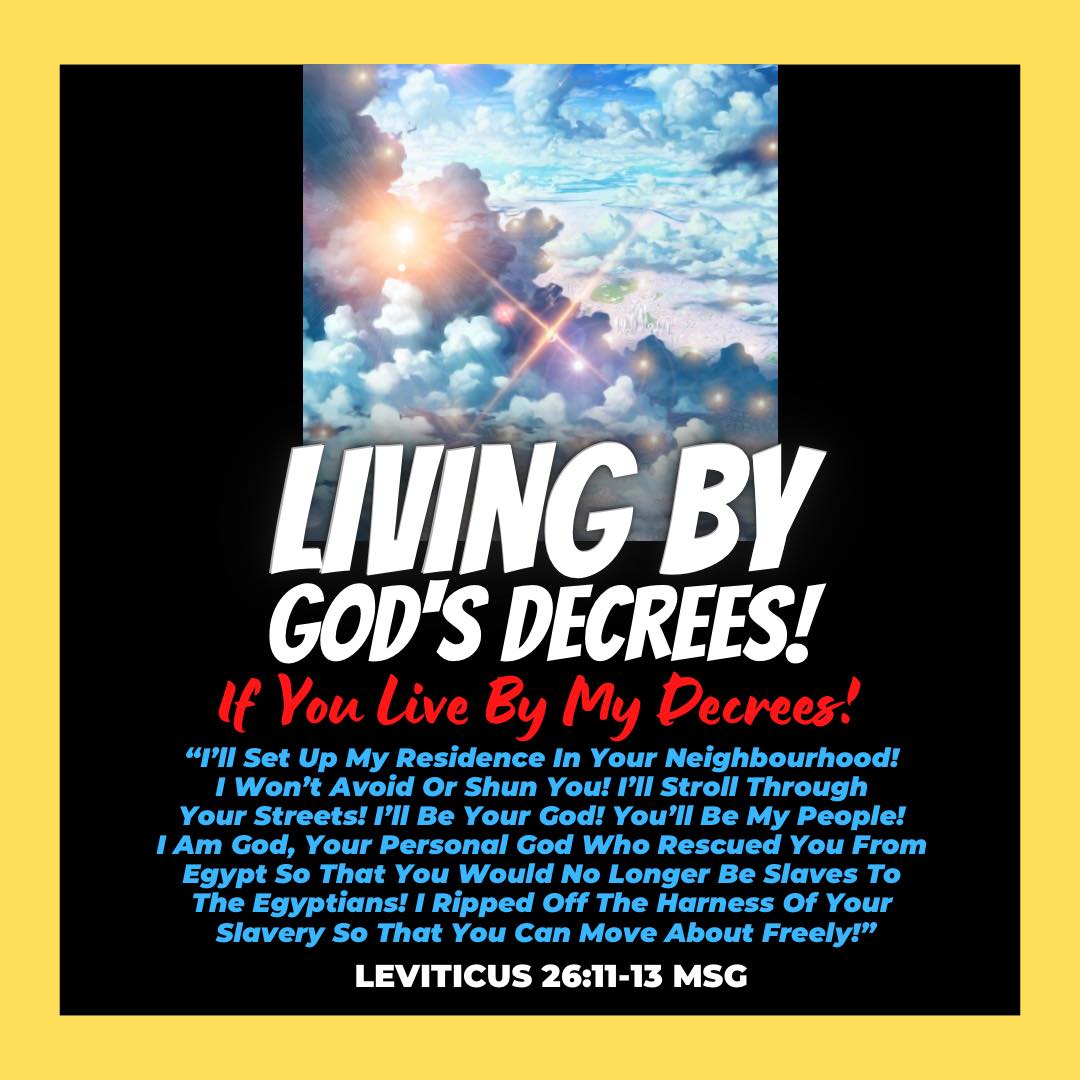 LIVING BY
GOD'S DECREES!
If You Live By My Decrees!
“I’ll Set Up My Residence In Your Neighbourhood!
I Won’t Avoid Or Shun You! I’ll Stroll Through
Your Streets! I’ll Be Your God! You’ll Be My People!
I Am God, Your Personal God Who Rescued You From
Egypt So That You Would No Longer Be Slaves To
The Egyptians! I Ripped Off The Harness Of Your
Slavery So That You Can Move About Freely!”
LEVITICUS 26:11-13 MSG